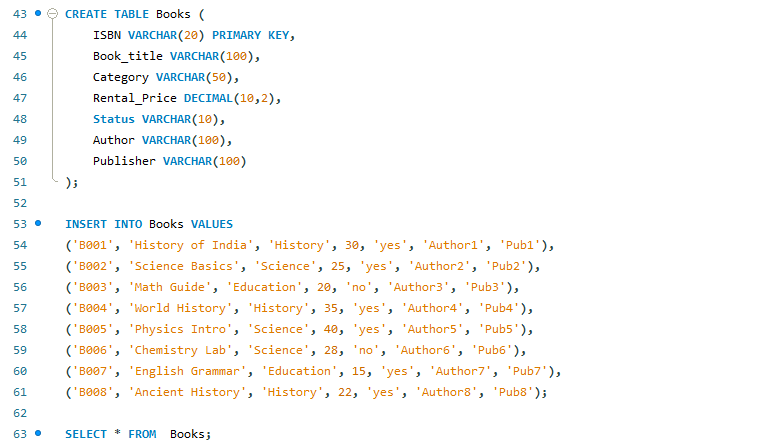 43 CREATE TABLE Books (
44 ISBN VARCHAR(20) PRIMARY KEY,
45 Book_title VARCHAR(100),
46 Category VARCHAR(50),
47 Rental_Price DECIMAL(10,2),
48 Status VARCHAR(10),
49 Author VARCHAR(100),
50 Publisher VARCHAR(100)
51 );
52
53 INSERT INTO Books VALUES
54 ('B001', 'History of India', 'History', 30, 'yes', 'Author1', 'Pub1'),
55 ('B002', 'Science Basics', 'Science', 25, 'yes', 'Author2', 'Pub2'),
56 ('B003', 'Math Guide', 'Education', 20, 'no', 'Author3', 'Pub3'),
57 ('B004', 'World History', 'History', 35, 'yes', 'Author4', 'Pub4'),
58 ('B005', 'Physics Intro', 'Science', 40, 'yes', 'Author5', 'Pub5'),
59 ('B006', 'Chemistry Lab', 'Science', 28, 'no', 'Author6', 'Pub6'),
60 ('B007', 'English Grammar', 'Education', 15, 'yes', 'Author7', 'Pub7'),
61 ('B008', 'Ancient History', 'History', 22, 'yes', 'Author8', 'Pub8');
62
63 SELECT * FROM  Books;